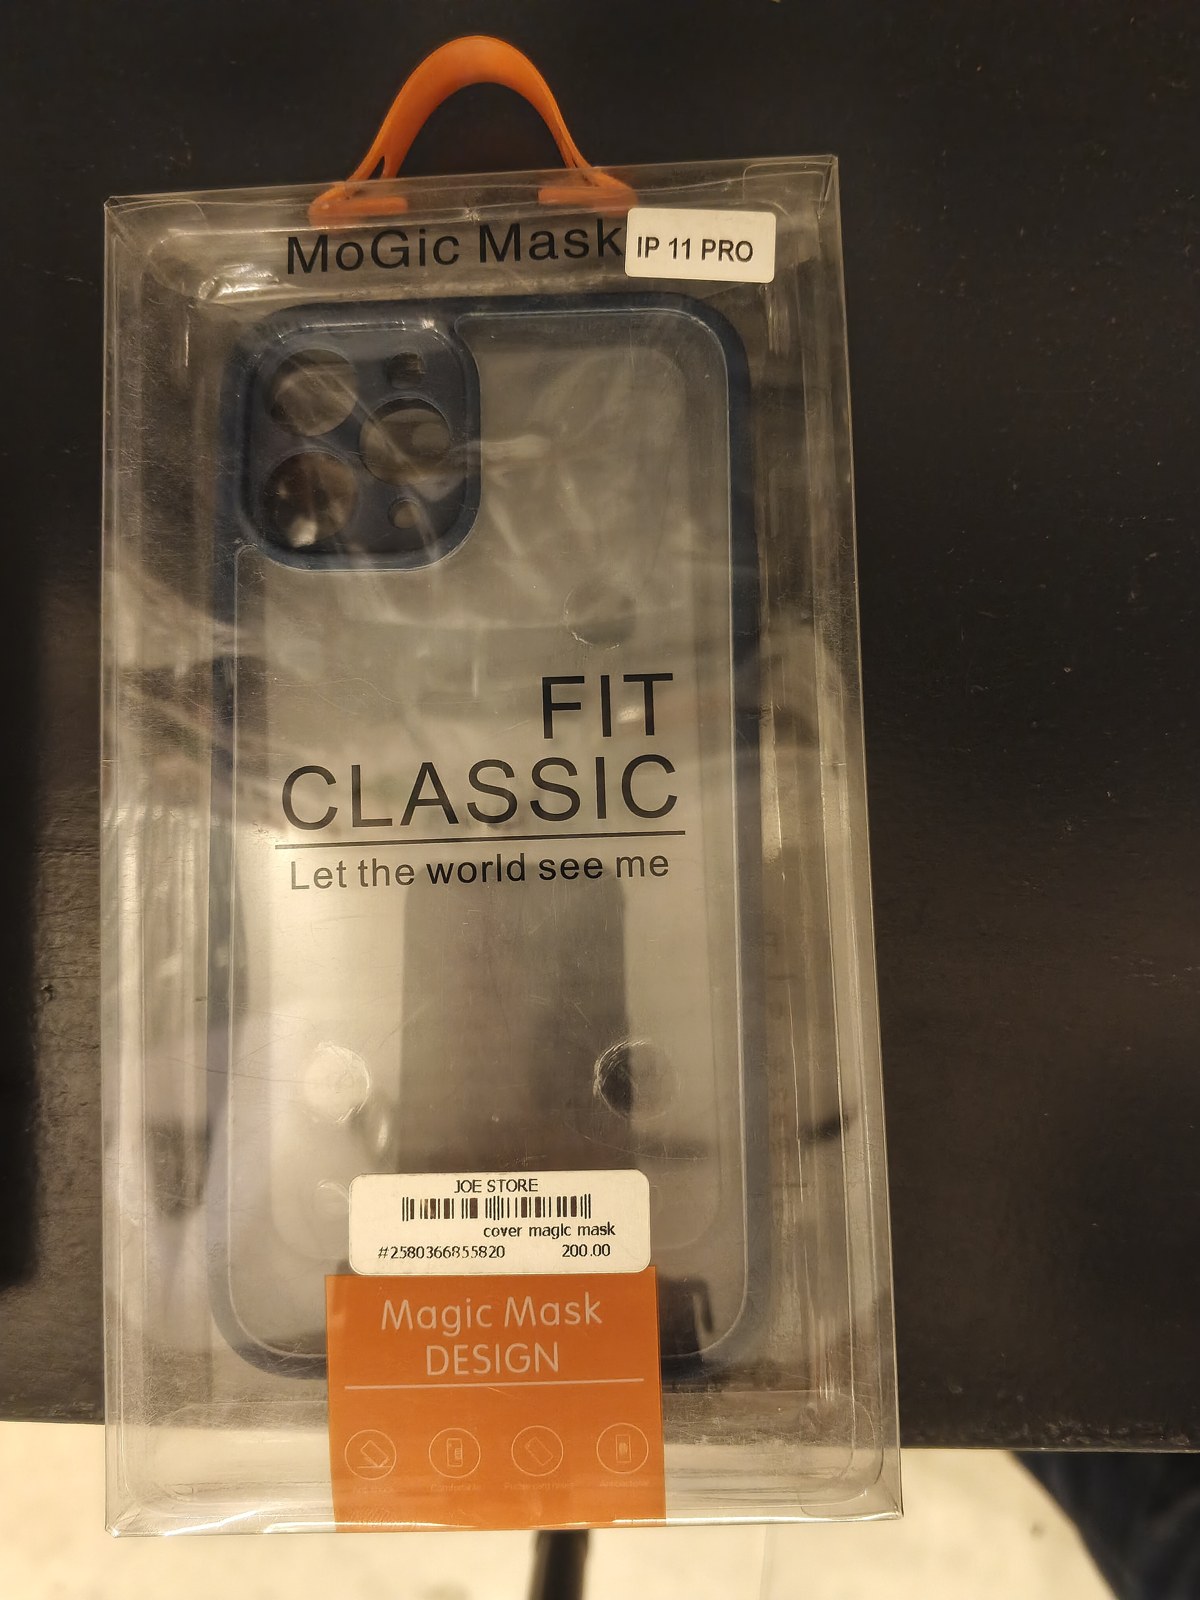 MoGic Mask
IP 11 PRO
FIT
CLASSIC
Let the world see me
JOE STORE
cover magic mask
#2580366855820 200.00
Magic Mask
DESIGN